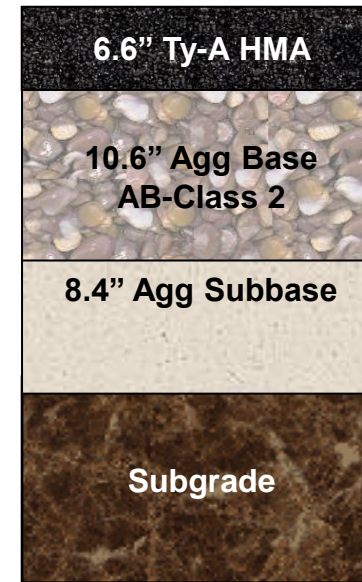 6.6” Ty-A HMA
10.6” Agg Base
AB-Class 2
8.4” Agg Subbase
Subgrade